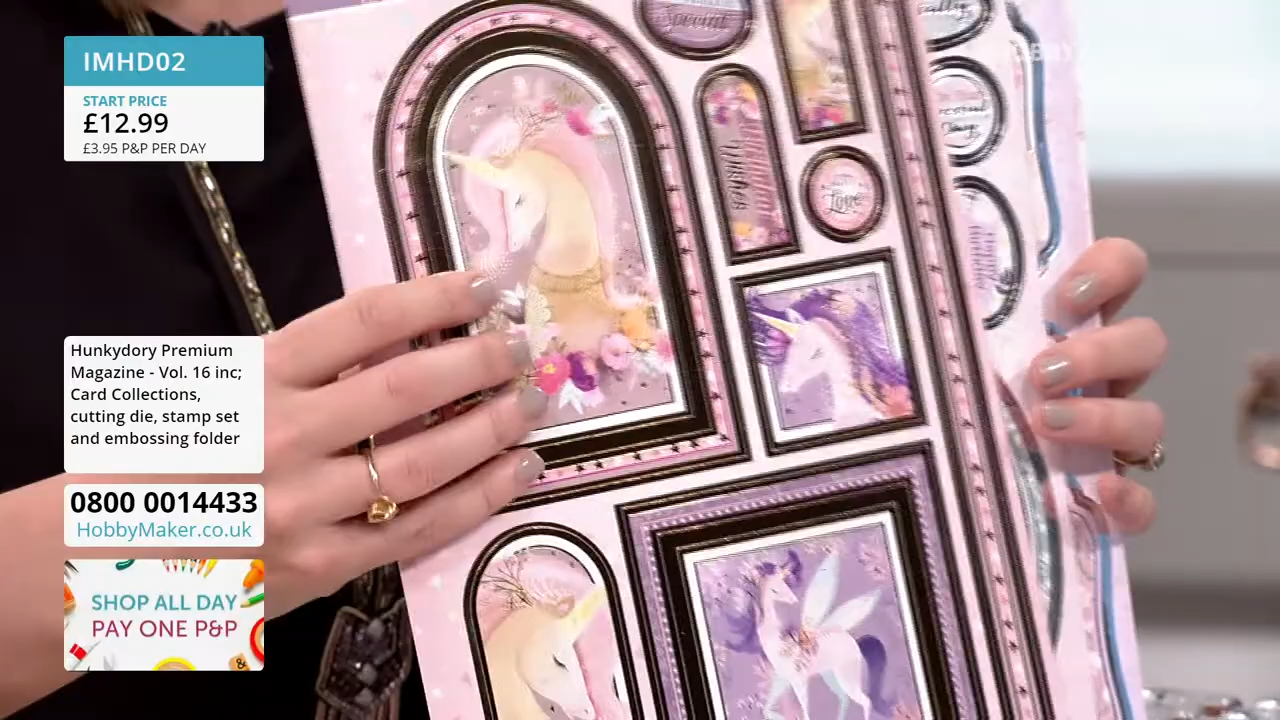 IMHD02
START PRICE
£12.99
£3.95 P&P PER DAY
Hunkydory Premium
Magazine - Vol. 16 inc;
Card Collections,
cutting die, stamp set
and embossing folder
0800 0014433
HobbyMaker.co.uk
SHOP ALL DAY
PAY ONE P&P
&
Special
Wishes
Love
Day